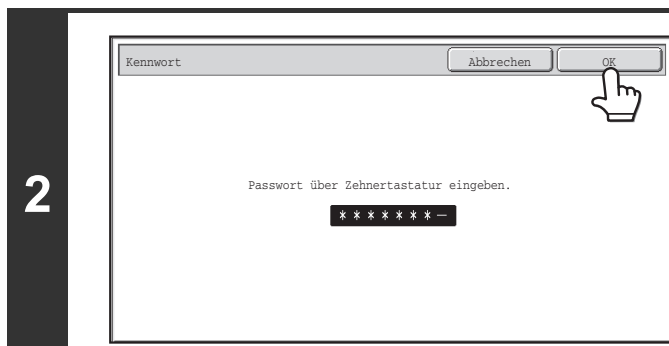 2
Kennwort
Abbrechen
OK
Passwort über Zehnertastatur eingeben.
*******–